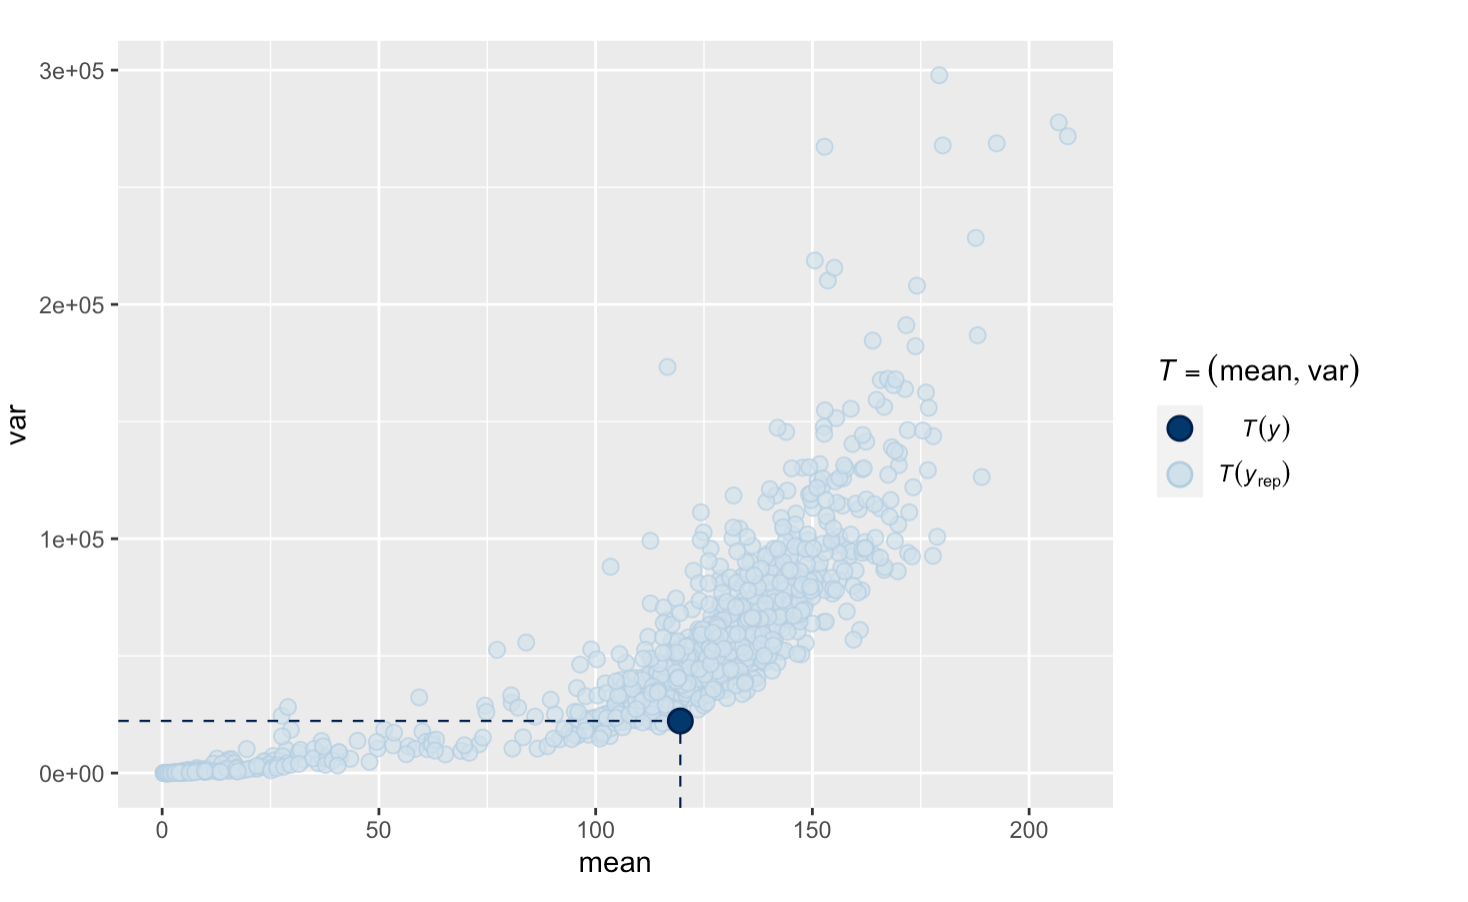 3e+05
2e+05
1e+05
0e+00
var
0 50 100 150 200
mean
T = (mean, var)
T(y)
T(yrep)